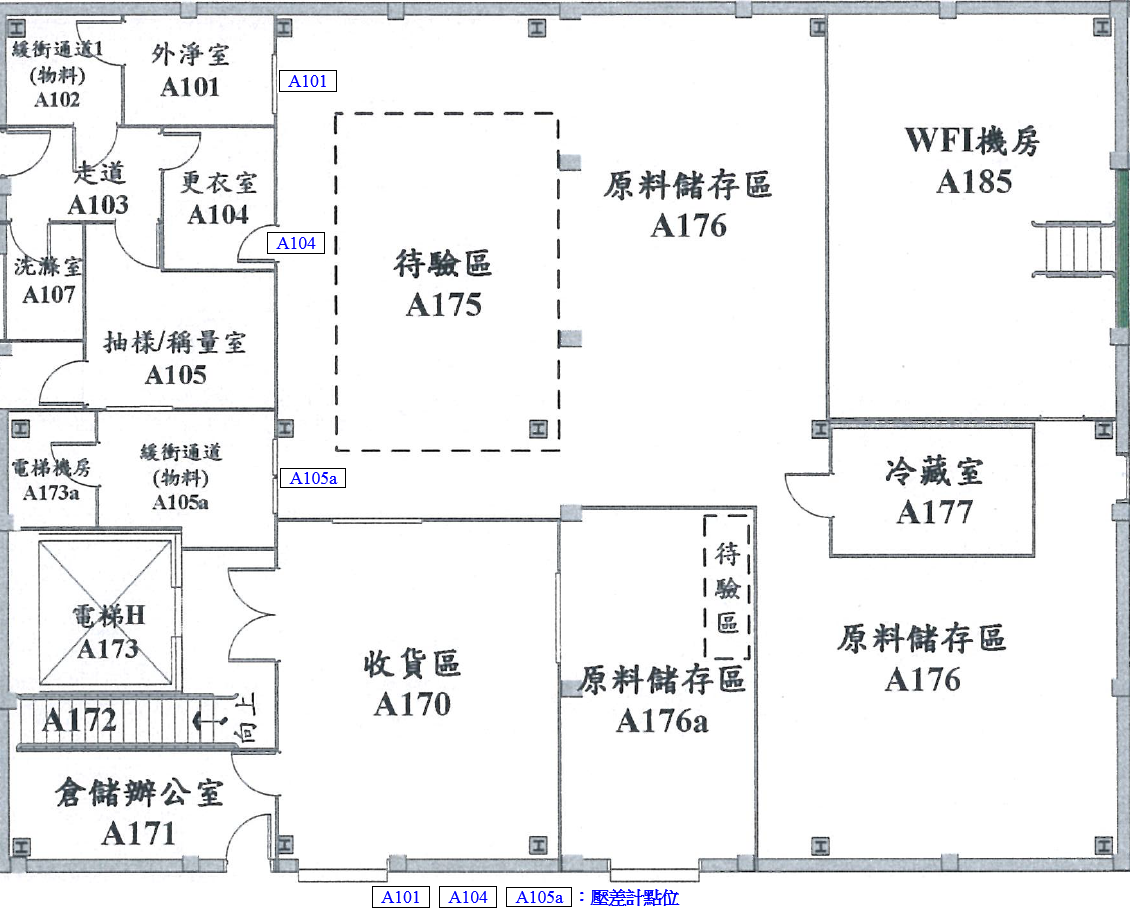 緩衝通道1
(物料)
A102
外淨室
A101
A101
走道
A103
更衣室
A104
A104
洗滌室
A107
抽樣/稱量室
A105
待驗區
A175
原料儲存區
A176
WFI機房
A185
電梯機房
A173a
緩衝通道
(物料)
A105a
A105a
冷藏室
A177
電梯H
A173
收貨區
A170
待驗區
原料儲存區
A176a
原料儲存區
A176
A172
向上
倉儲辦公室
A171
A101 A104 A105a：壓差計點位